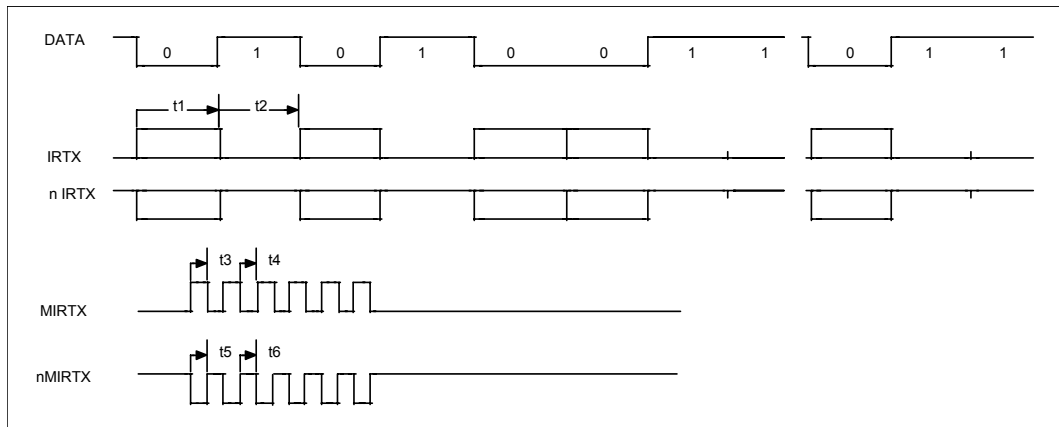 DATA
0 1 0 1 0 0 1 1 0 1 1
t1 t2
IRTX
n IRTX
t3 t4
MIRTX
t5 t6
nMIRTX